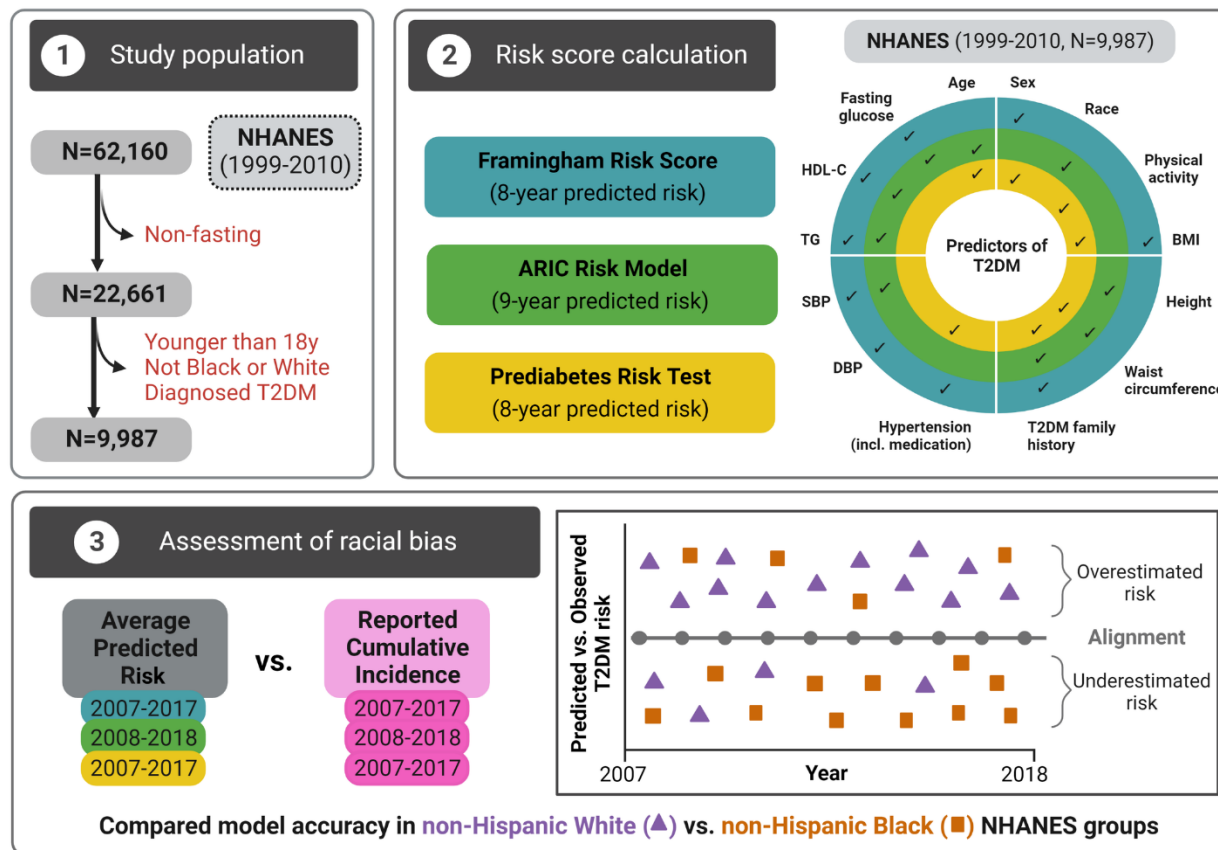 1 Study population
N=62,160
NHANES
(1999-2010)
Non-fasting
N=22,661
Younger than 18y
Not Black or White
Diagnosed T2DM
N=9,987
2 Risk score calculation
NHANES (1999-2010, N=9,987)
Framingham Risk Score
(8-year predicted risk)
ARIC Risk Model
(9-year predicted risk)
Prediabetes Risk Test
(8-year predicted risk)
Age
Sex
Race
Physical
activity
BMI
Height
Waist
circumference
T2DM family
history
Hypertension
(incl. medication)
DBP
SBP
TG
HDL-C
Fasting
glucose
Predictors of
T2DM
3 Assessment of racial bias
Average
Predicted
Risk
2007-2017
2008-2018
2007-2017
vs.
Reported
Cumulative
Incidence
2007-2017
2008-2018
2007-2017
Predicted vs. Observed
T2DM risk
Overestimated
risk
Alignment
Underestimated
risk
2007
Year
2018
Compared model accuracy in non-Hispanic White (▲) vs. non-Hispanic Black (■) NHANES groups